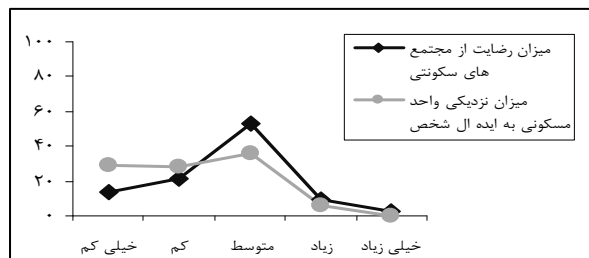 ۱۰۰
۸۰
۶۰
۴۰
۲۰
۰
میزان رضایت از مجتمع
های سکونتی
میزان نزدیکی واحد
مسکونی به ایده ال شخص
خیلی کم
کم
متوسط
زیاد
خیلی زیاد